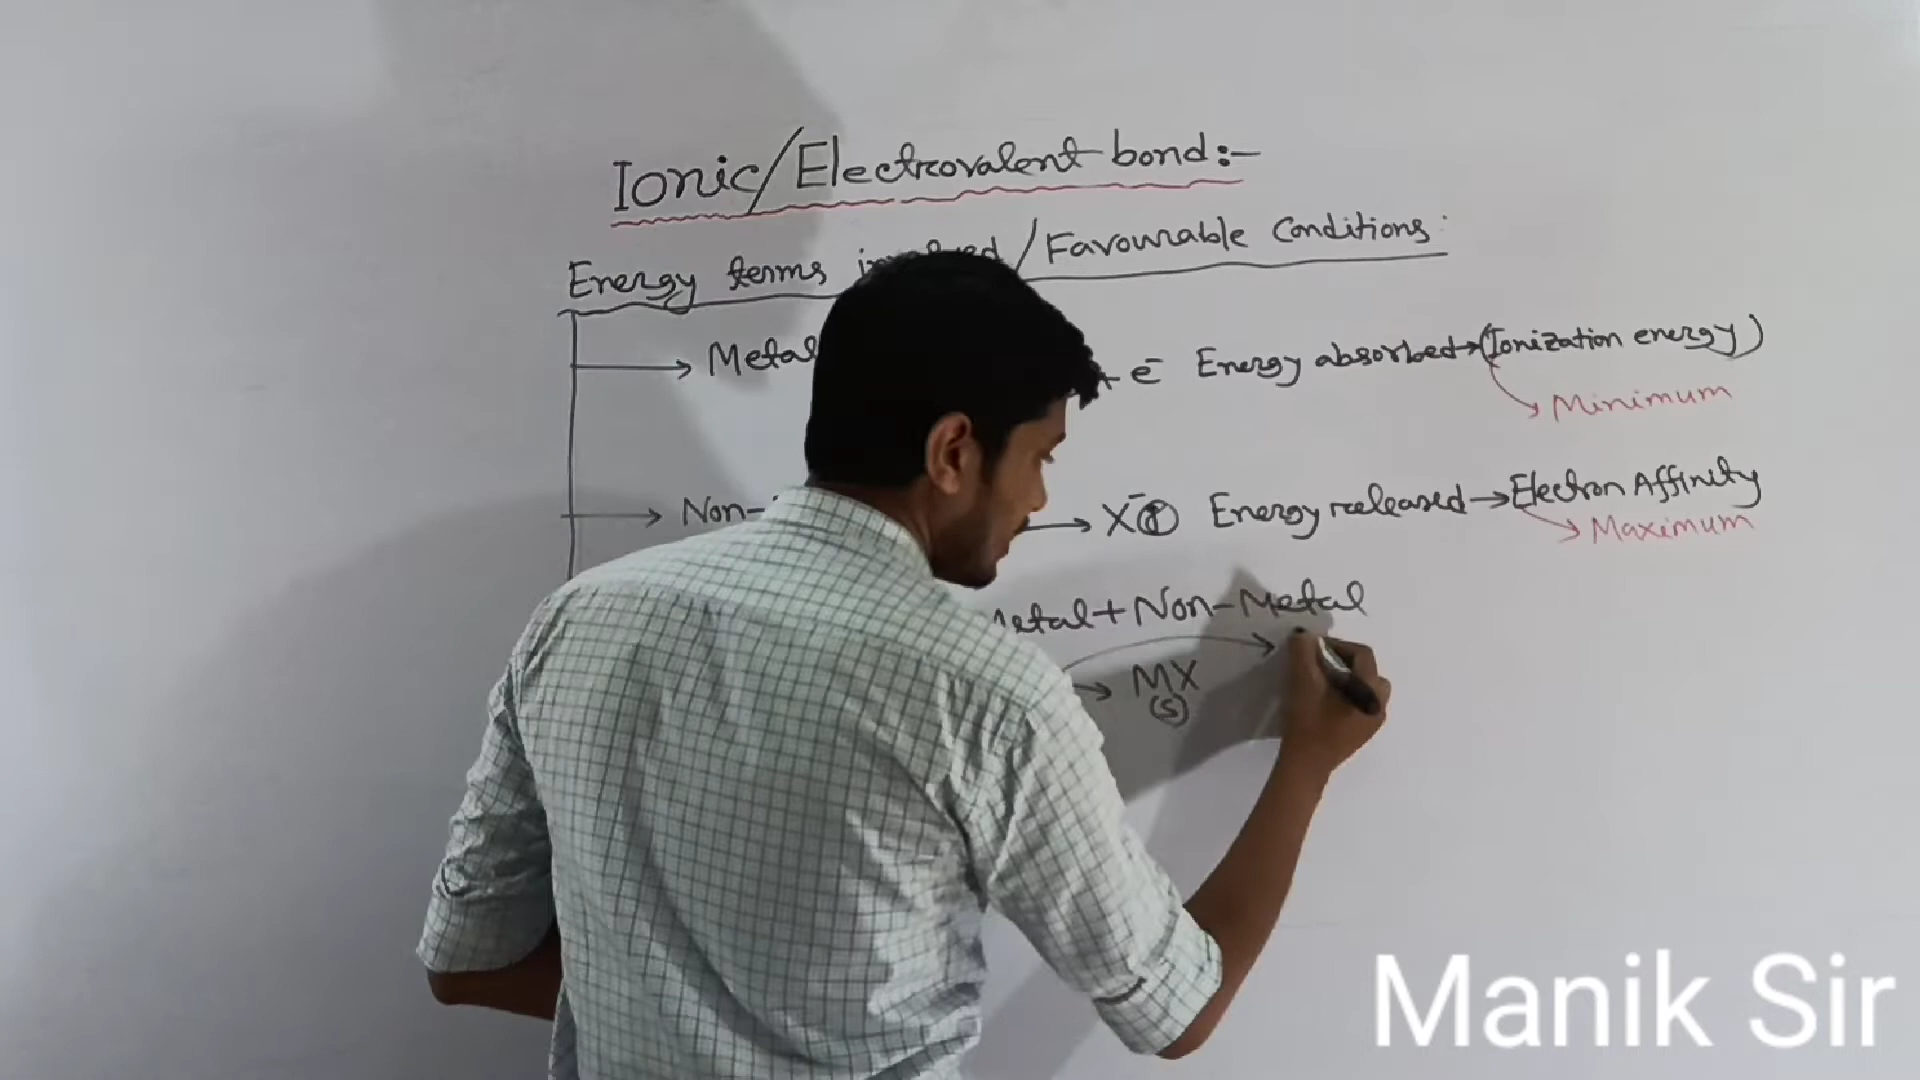 Ionic/Electrovalent bond:-
Energy terms involved/Favourable Conditions:
Metal + e⁻ Energy absorbed→(Ionization energy)
Minimum
Non- → X⁻ Energy released→Electron Affinity
Maximum
Metal+Non-Metal
→ MX
(s)
Manik Sir